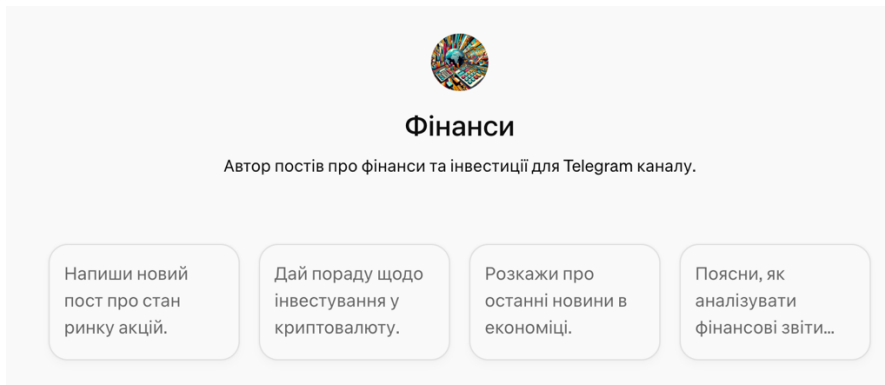 Фінанси
Автор постів про фінанси та інвестиції для Telegram каналу.
Напиши новий
пост про стан
ринку акцій.
Дай пораду щодо
інвестування у
криптовалюту.
Розкажи про
останні новини в
економіці.
Поясни, як
аналізувати
фінансові звіти...